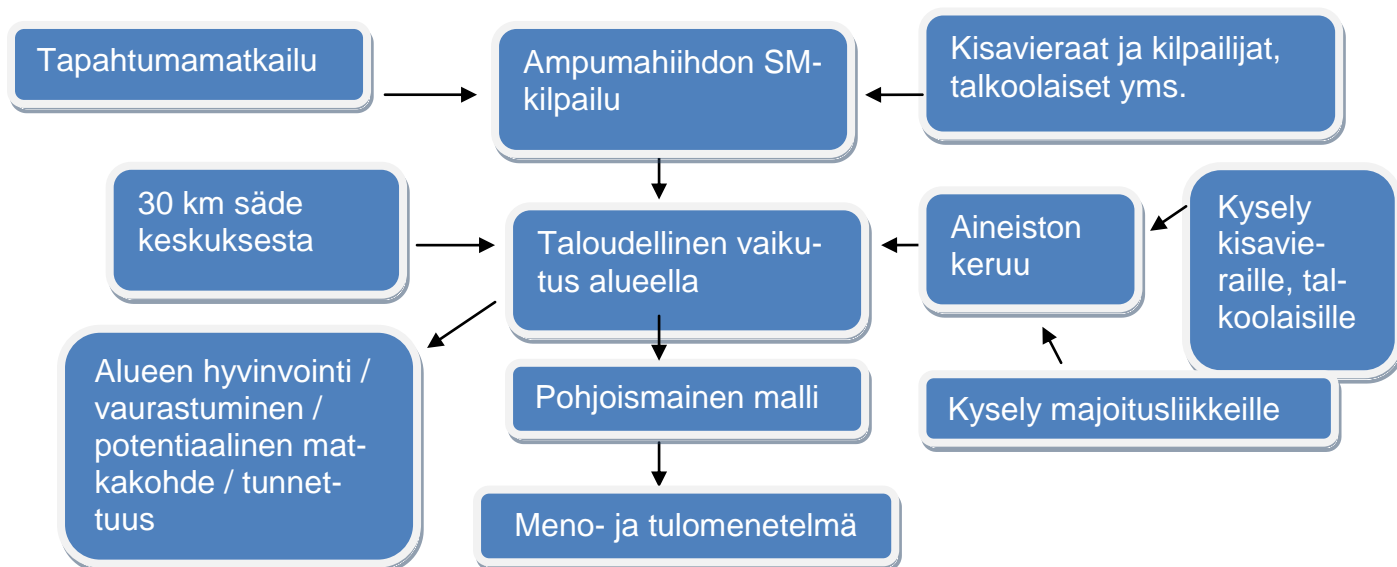 Tapahtumamatkailu
Ampumahiihdon SM-
kilpailu
Kisavieraat ja kilpailijat,
talkoolaiset yms.
30 km säde
keskuksesta
Taloudellinen vaiku-
tus alueella
Aineiston
keruu
Kysely
kisavie-
raille, tal-
koolaisille
Alueen hyvinvointi /
vaurastuminen /
potentiaalinen mat-
kakohde / tunnet-
tuus
Pohjoismainen malli
Kysely majoitusliikkeille
Meno- ja tulomenetelmä